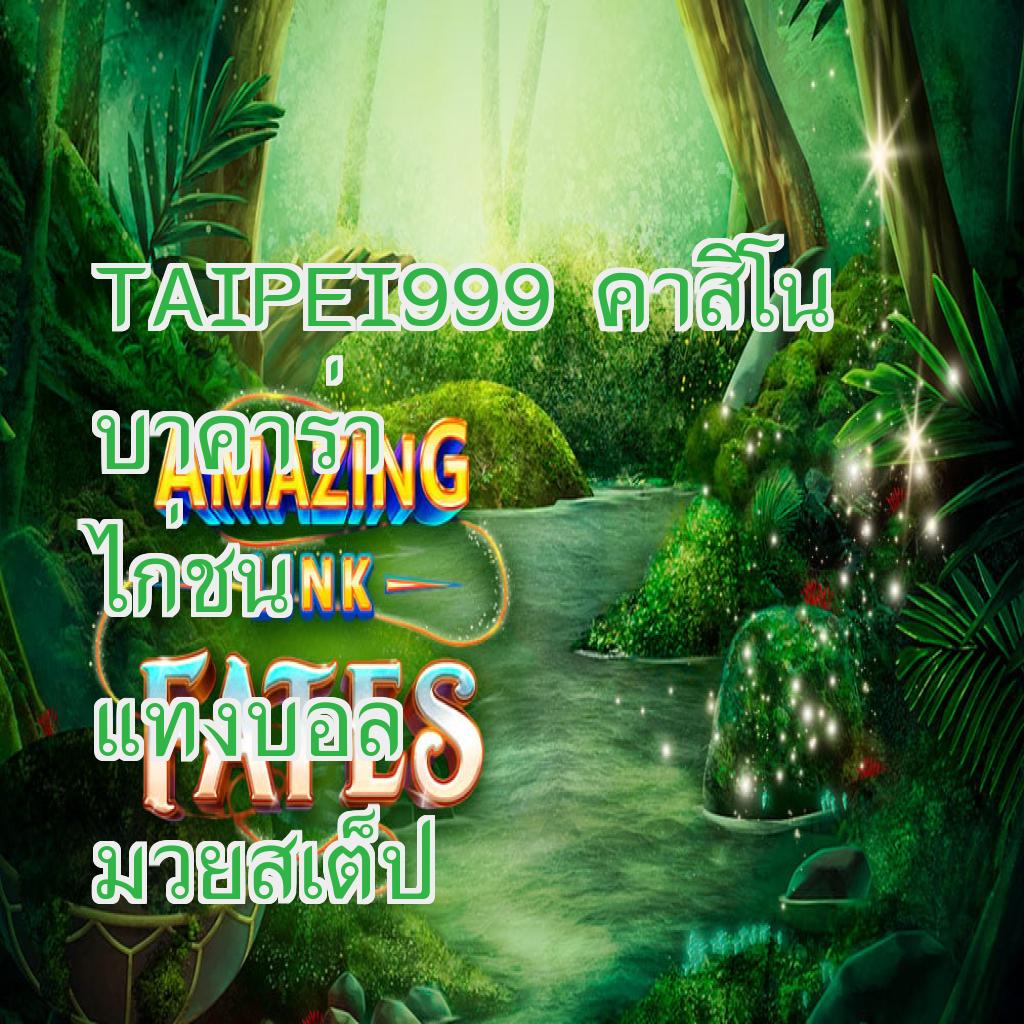 TAIPEI999 คาสิโน
บาคาร่า
AMAZING
ไก่ชน
NK
FATES
แทงบอล
มวยสเต็ป